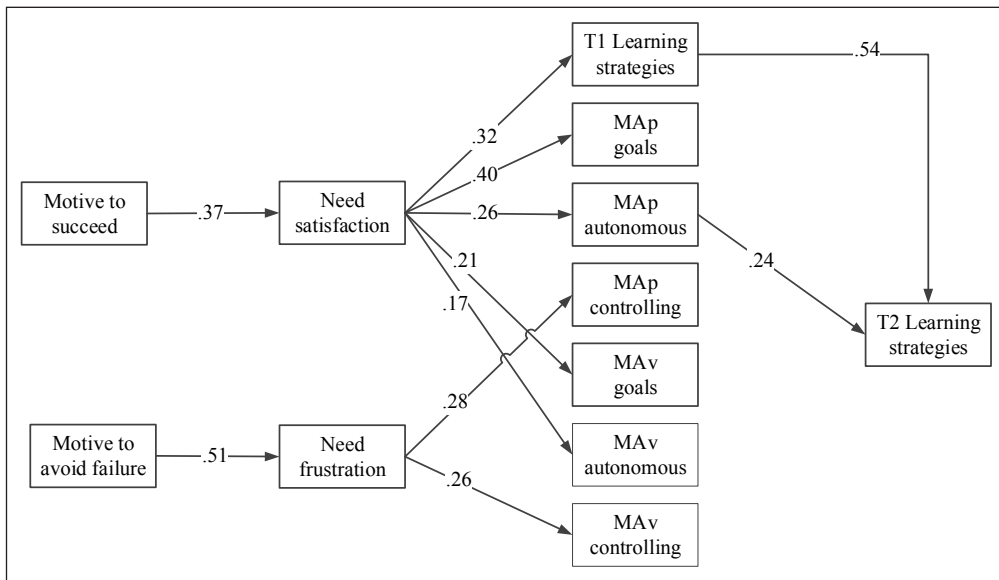 T1 Learning
strategies
.54
MAp
goals
.32
.40
Motive to
succeed
.37
Need
satisfaction
.26
MAp
autonomous
.24
.21
.17
MAp
controlling
T2 Learning
strategies
MAv
goals
.28
Motive to
avoid failure
.51
Need
frustration
MAv
autonomous
.26
MAv
controlling